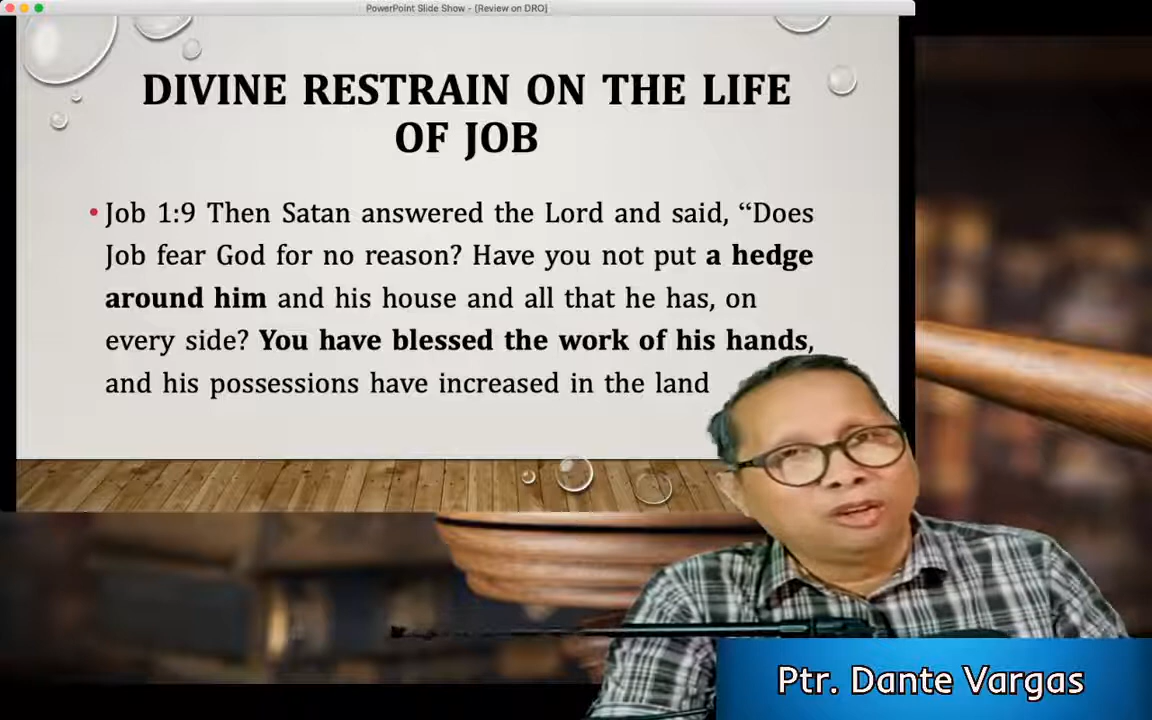 PowerPoint Slide Show - [Review on DRO]
DIVINE RESTRAIN ON THE LIFE
OF JOB
• Job 1:9 Then Satan answered the Lord and said, “Does
Job fear God for no reason? Have you not put a hedge
around him and his house and all that he has, on
every side? You have blessed the work of his hands,
and his possessions have increased in the land
Ptr. Dante Vargas